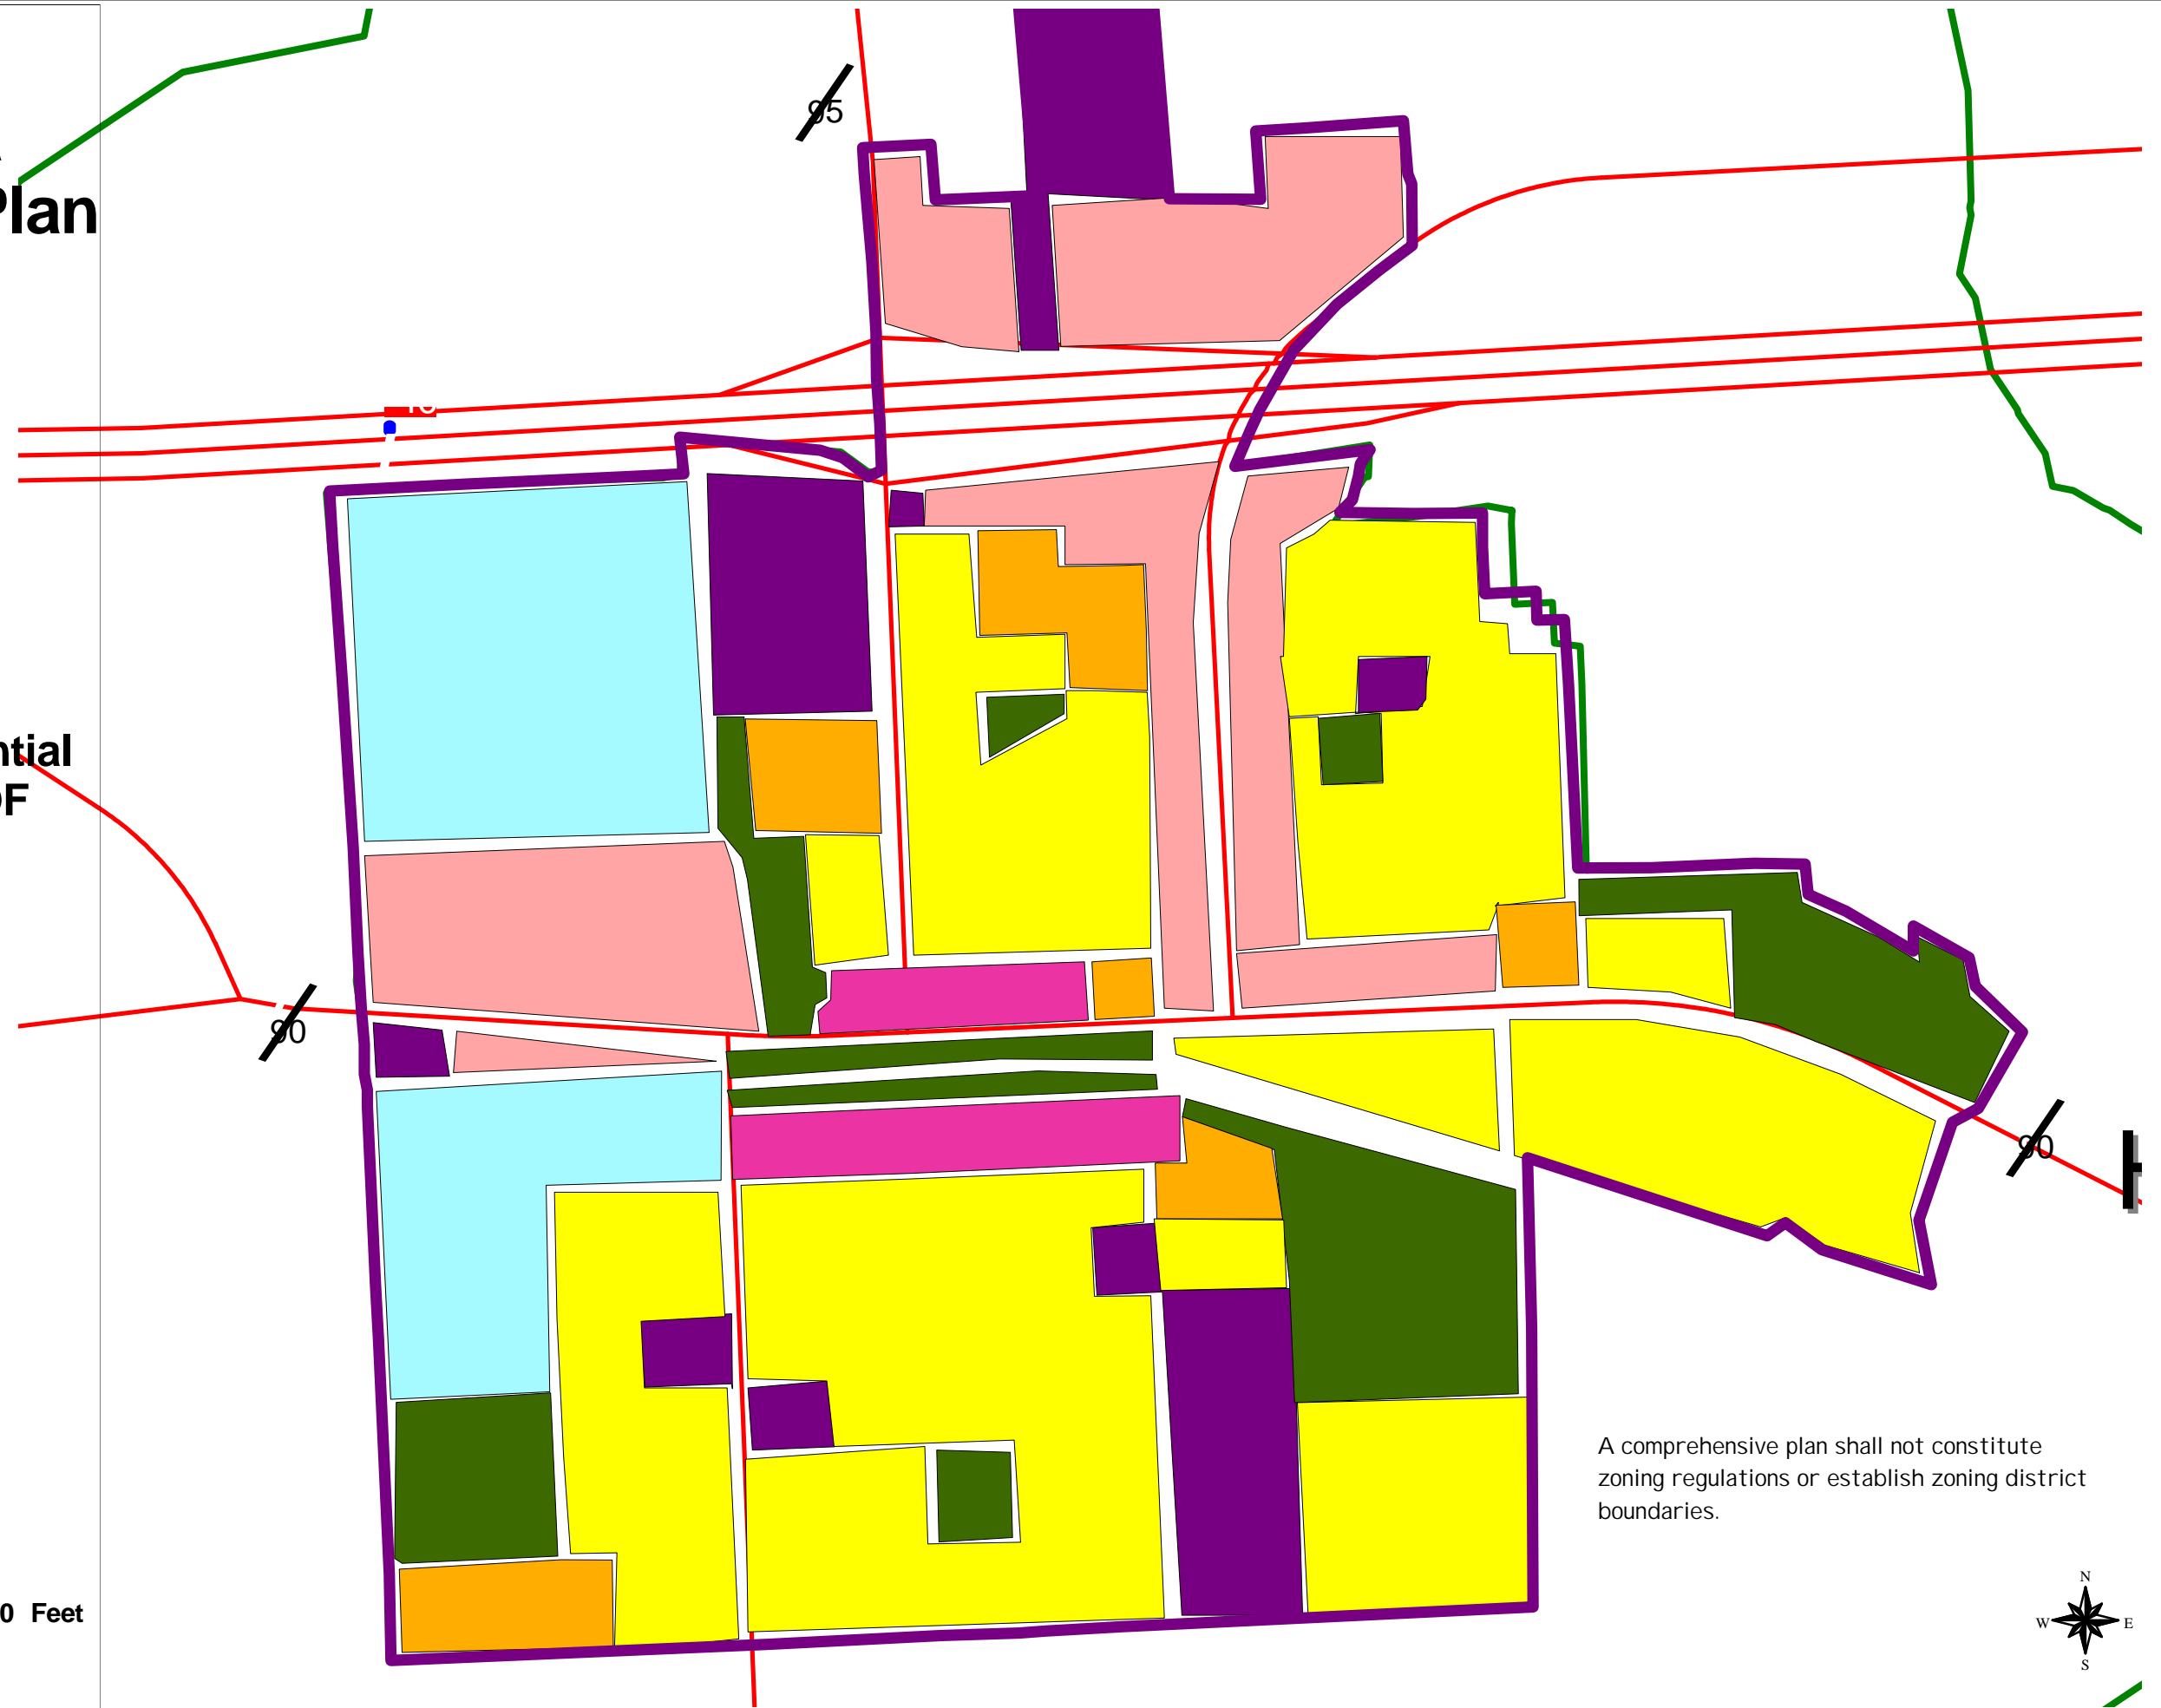 95
Plan
ntial
F
90
90
A comprehensive plan shall not constitute
zoning regulations or establish zoning district
boundaries.
0 Feet
N
W E
S